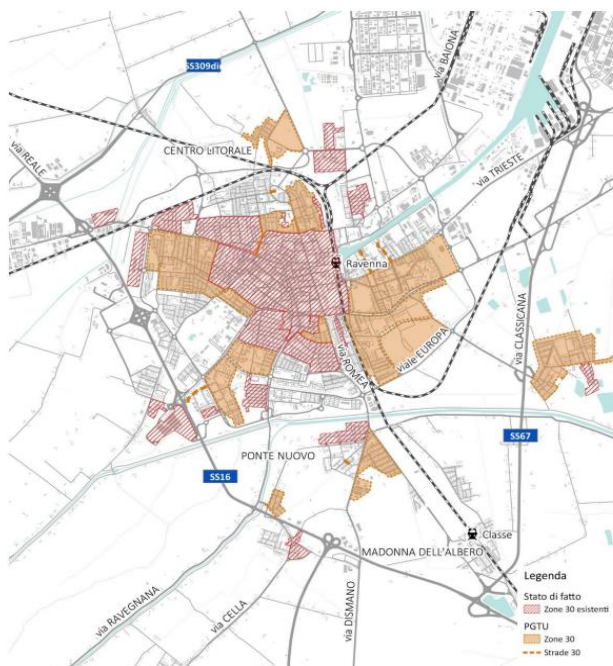 SS309dir
via BAIONA
CENTRO LITORALE
via REALE
via TRIESTE
Ravenna
viale EUROPA
via CLASSICANA
via ROMEA
SS67
PONTE NUOVO
SS16
Classe
MADONNA DELL'ALBERO
via RAVEGNANA
via CELLA
via DISMANO
Legenda
Stato di fatto
Zone 30 esistenti
PGTU
Zone 30
Strade 30